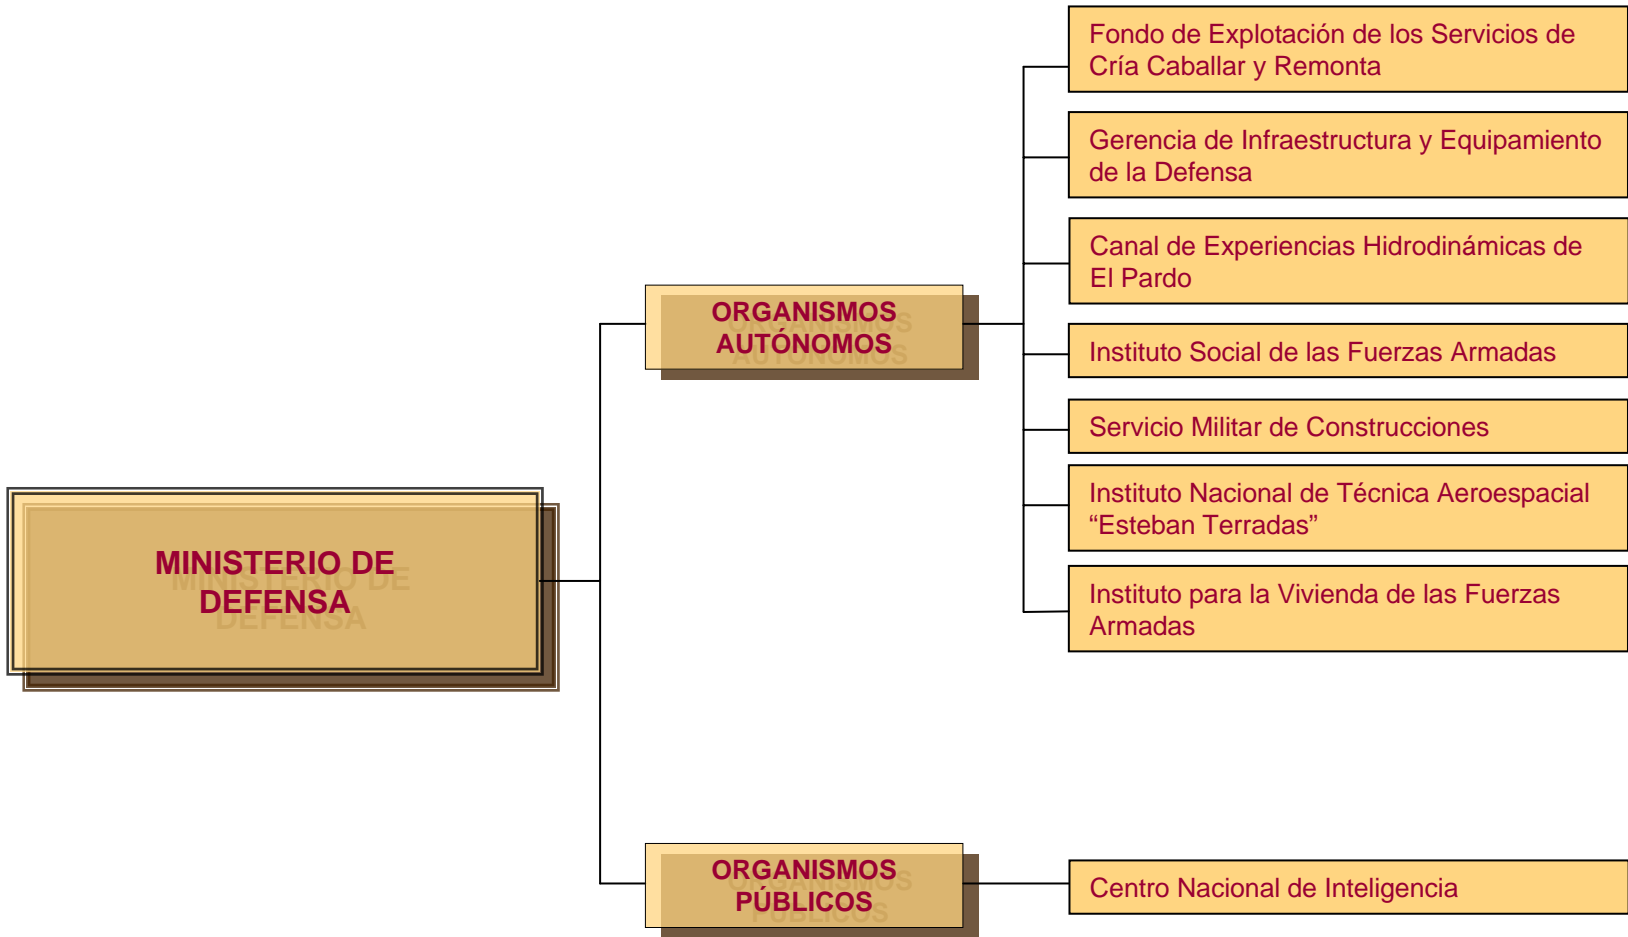 MINISTERIO DE
DEFENSA
ORGANISMOS
AUTÓNOMOS
Fondo de Explotación de los Servicios de
Cría Caballar y Remonta
Gerencia de Infraestructura y Equipamiento
de la Defensa
Canal de Experiencias Hidrodinámicas de
El Pardo
Instituto Social de las Fuerzas Armadas
Servicio Militar de Construcciones
Instituto Nacional de Técnica Aeroespacial
“Esteban Terradas”
Instituto para la Vivienda de las Fuerzas
Armadas
ORGANISMOS
PÚBLICOS
Centro Nacional de Inteligencia